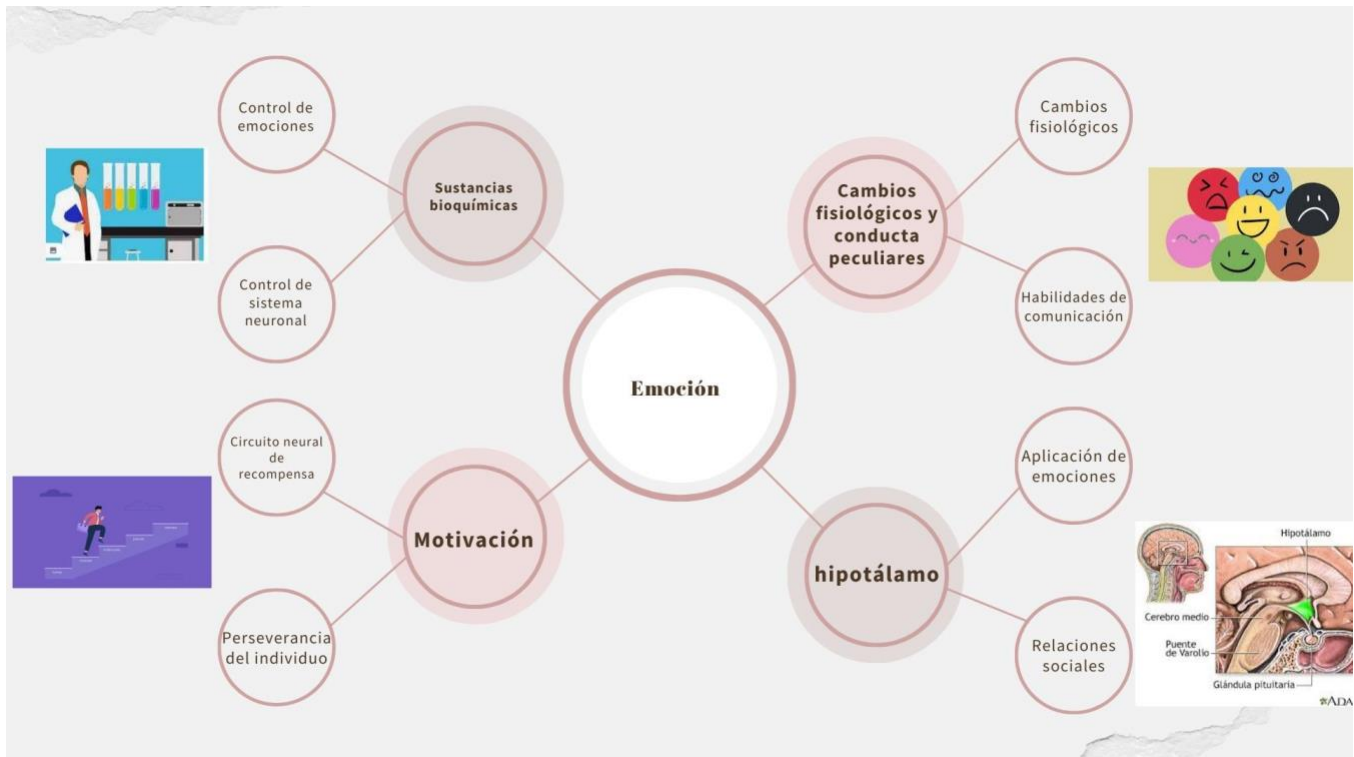 Emoción
Sustancias
bioquímicas
Control de
emociones
Control de
sistema
neuronal
Motivación
Circuito neural
de
recompensa
Perseverancia
del individuo
Cambios
fisiológicos y
conducta
peculiares
Cambios
fisiológicos
Habilidades de
comunicación
hipotálamo
Aplicación de
emociones
Relaciones
sociales
Hipotálamo
Cerebro medio
Puente
de Varolio
Glándula pituitaria